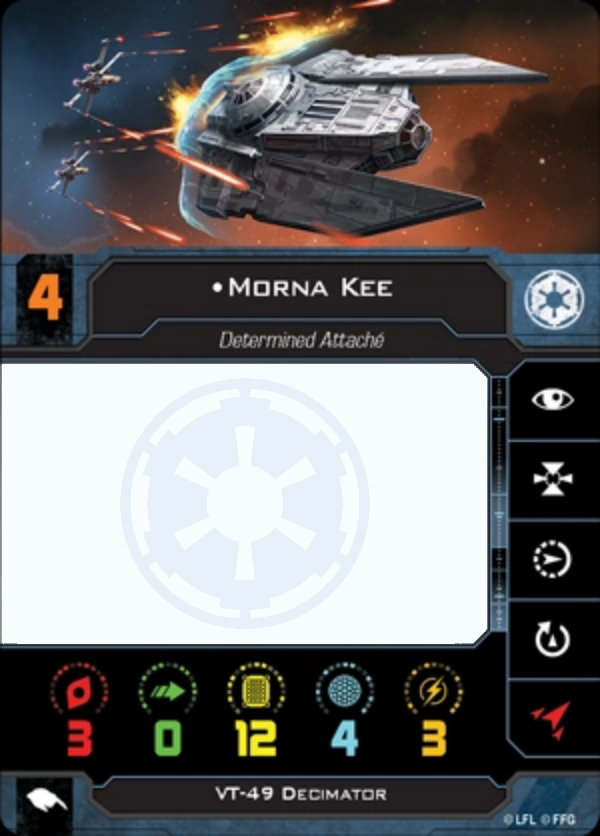 4
•Morna Kee
Determined Attaché
3 0 12 4 3
VT-49 Decimator
©LFL ©FFG